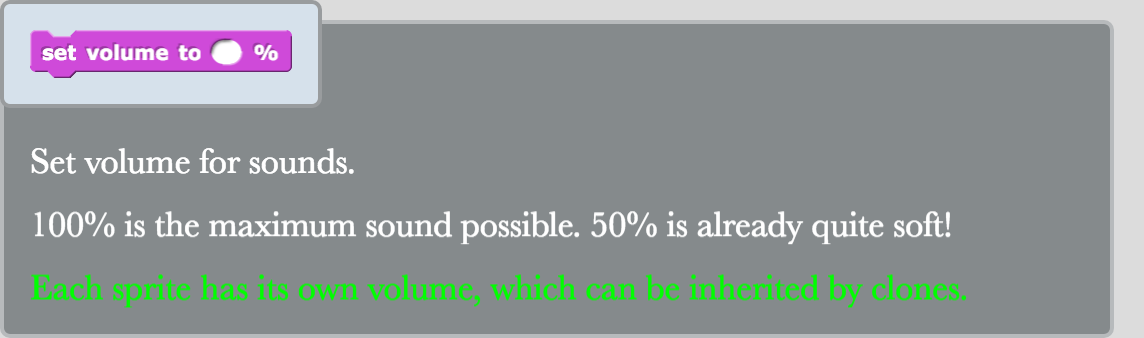 set volume to %
Set volume for sounds.
100% is the maximum sound possible. 50% is already quite soft!
Each sprite has its own volume, which can be inherited by clones.